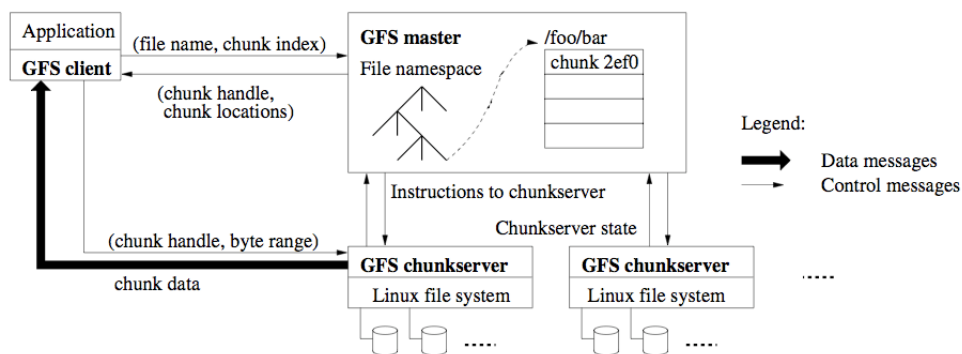 Application
GFS client
(file name, chunk index)
(chunk handle,
chunk locations)
GFS master
File namespace
/foo/bar
chunk 2ef0
Legend:
Data messages
Control messages
Instructions to chunkserver
Chunkserver state
(chunk handle, byte range)
chunk data
GFS chunkserver
Linux file system
GFS chunkserver
Linux file system